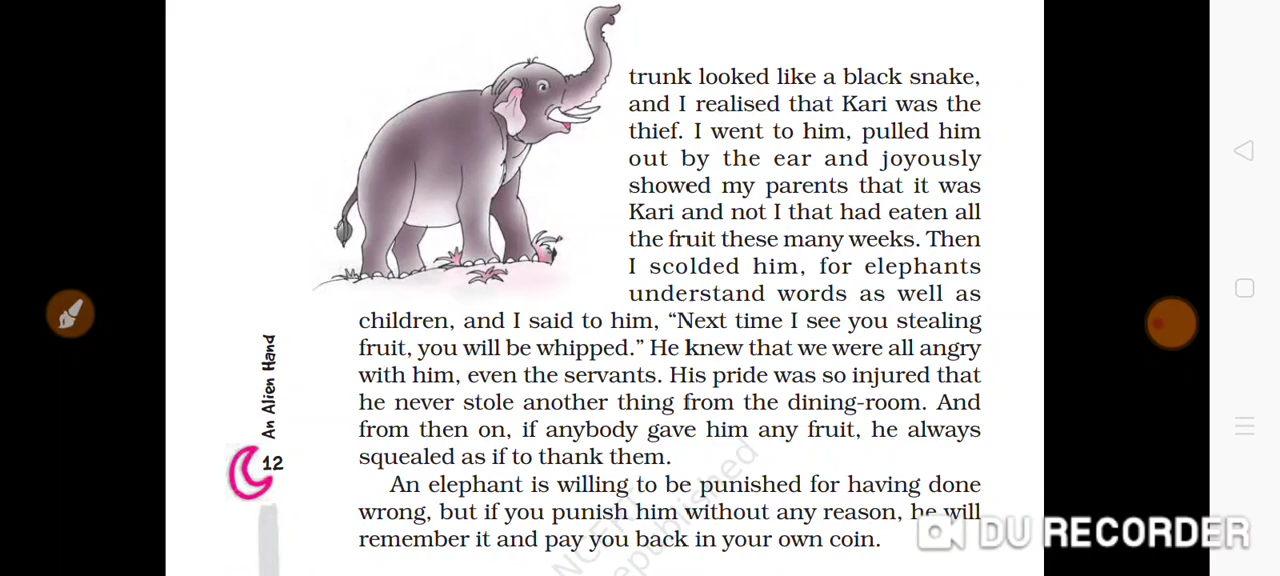 trunk looked like a black snake,
and I realised that Kari was the
thief. I went to him, pulled him
out by the ear and joyously
showed my parents that it was
Kari and not I that had eaten all
the fruit these many weeks. Then
I scolded him, for elephants
understand words as well as
children, and I said to him, “Next time I see you stealing
fruit, you will be whipped.” He knew that we were all angry
with him, even the servants. His pride was so injured that
he never stole another thing from the dining-room. And
from then on, if anybody gave him any fruit, he always
squealed as if to thank them.
An elephant is willing to be punished for having done
wrong, but if you punish him without any reason, he will
remember it and pay you back in your own coin.
An Alien Hand
12
NCERT
republished
DU RECORDER